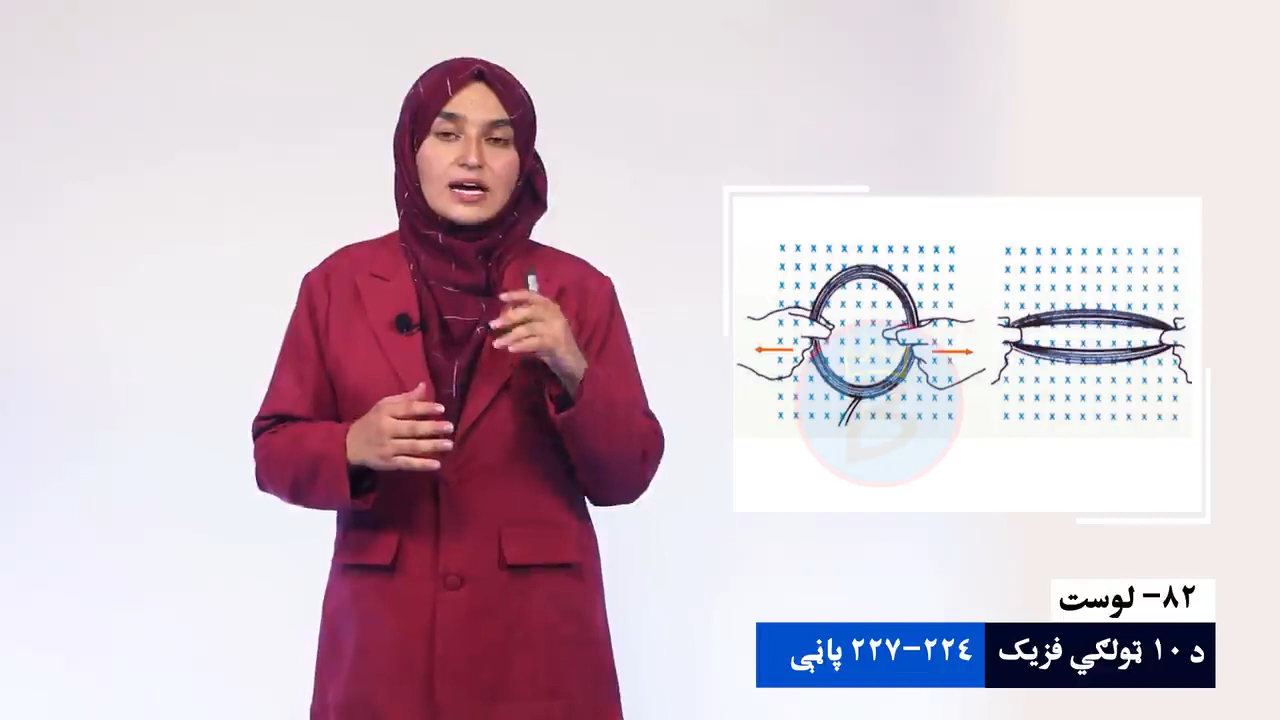 ۸۲- لوست
د ۱۰ ټولګي فزیک
۲۲۴-۲۲۷ پاڼې